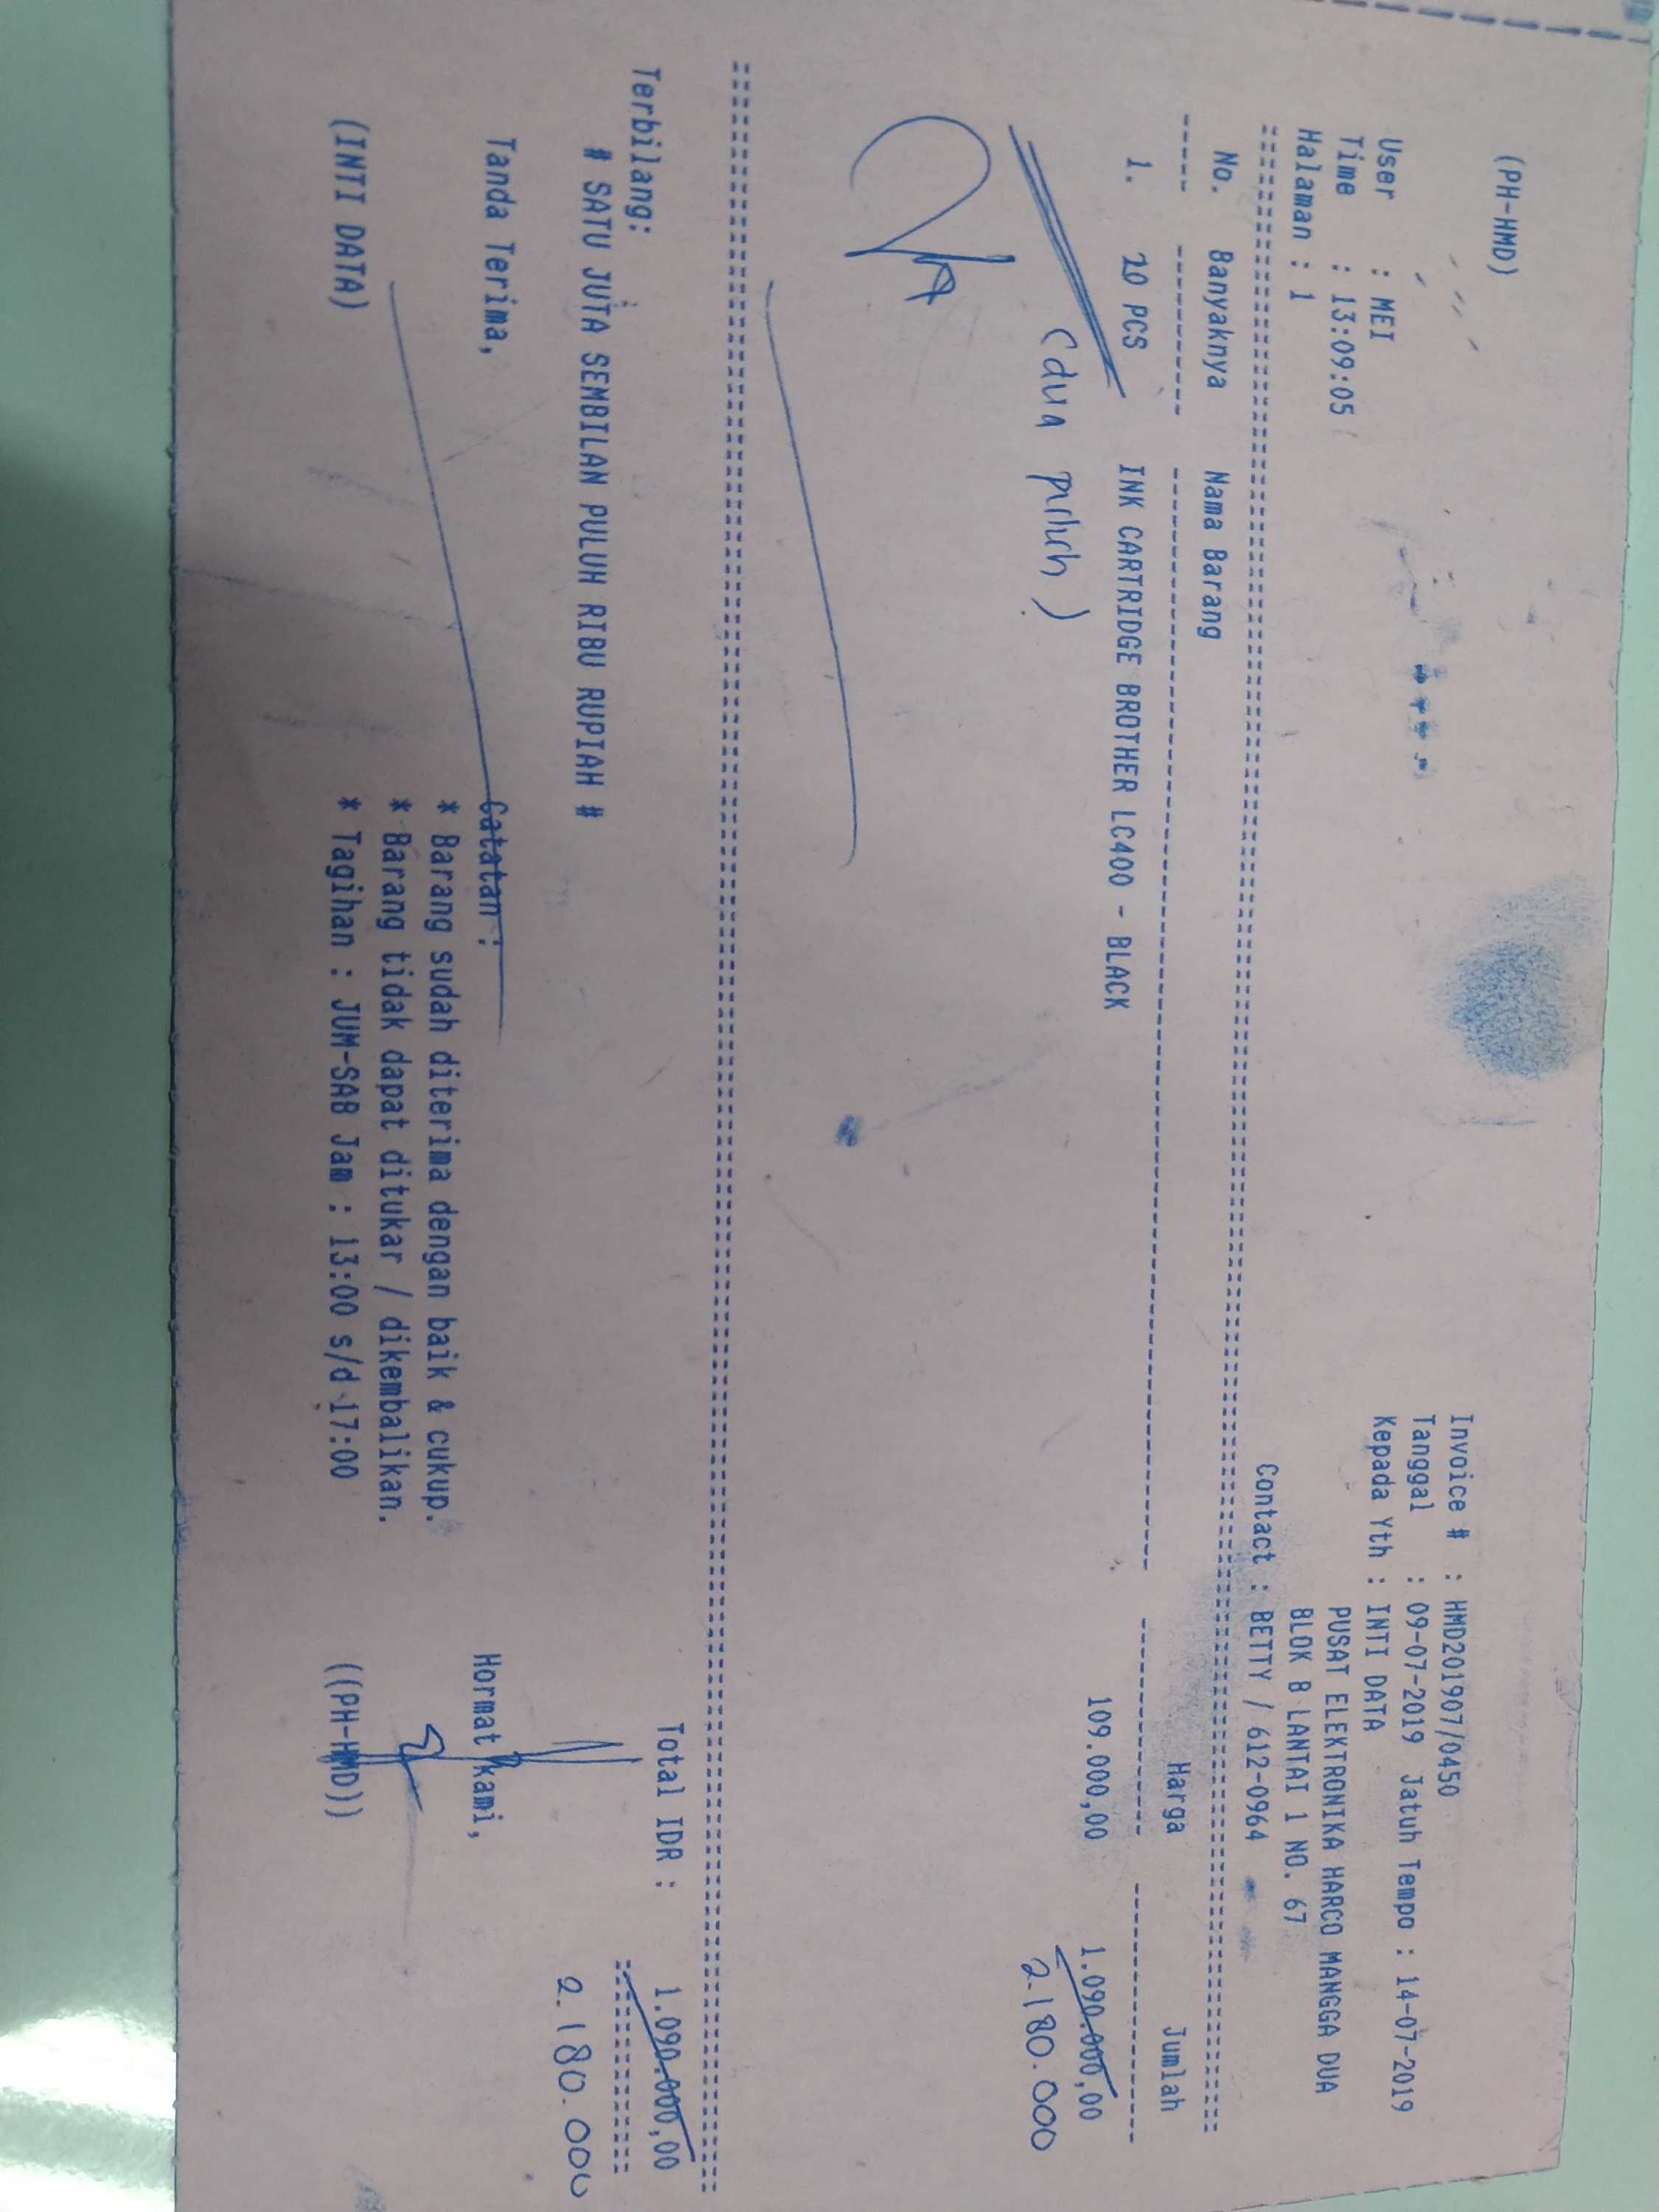 (PH-HMD)
Invoice # : HMD201907/0450
Tanggal : 09-07-2019 Jatuh Tempo : 14-07-2019
User : MEI
Kepada Yth : INTI DATA
Time : 13:09:05
PUSAT ELEKTRONIKA HARCO MANGGA DUA
Halaman : 1
BLOK B LANTAI 1 NO. 67
Contact : BETTY / 612-0964
No. Banyaknya Nama Barang Harga Jumlah
1. 20 PCS INK CARTRIDGE BROTHER LC400 - BLACK 109.000,00 1.090.000,00
(dua puluh) 2.180.000
Total IDR : 1.090.000,00
Terbilang:
# SATU JUTA SEMBILAN PULUH RIBU RUPIAH #
2.180.000
Tanda Terima, Catatan : Hormat kami,
* Barang sudah diterima dengan baik & cukup.
* Barang tidak dapat ditukar / dikembalikan.
(INTI DATA) * Tagihan : JUM-SAB Jam : 13:00 s/d 17:00 ((PH-HMD))